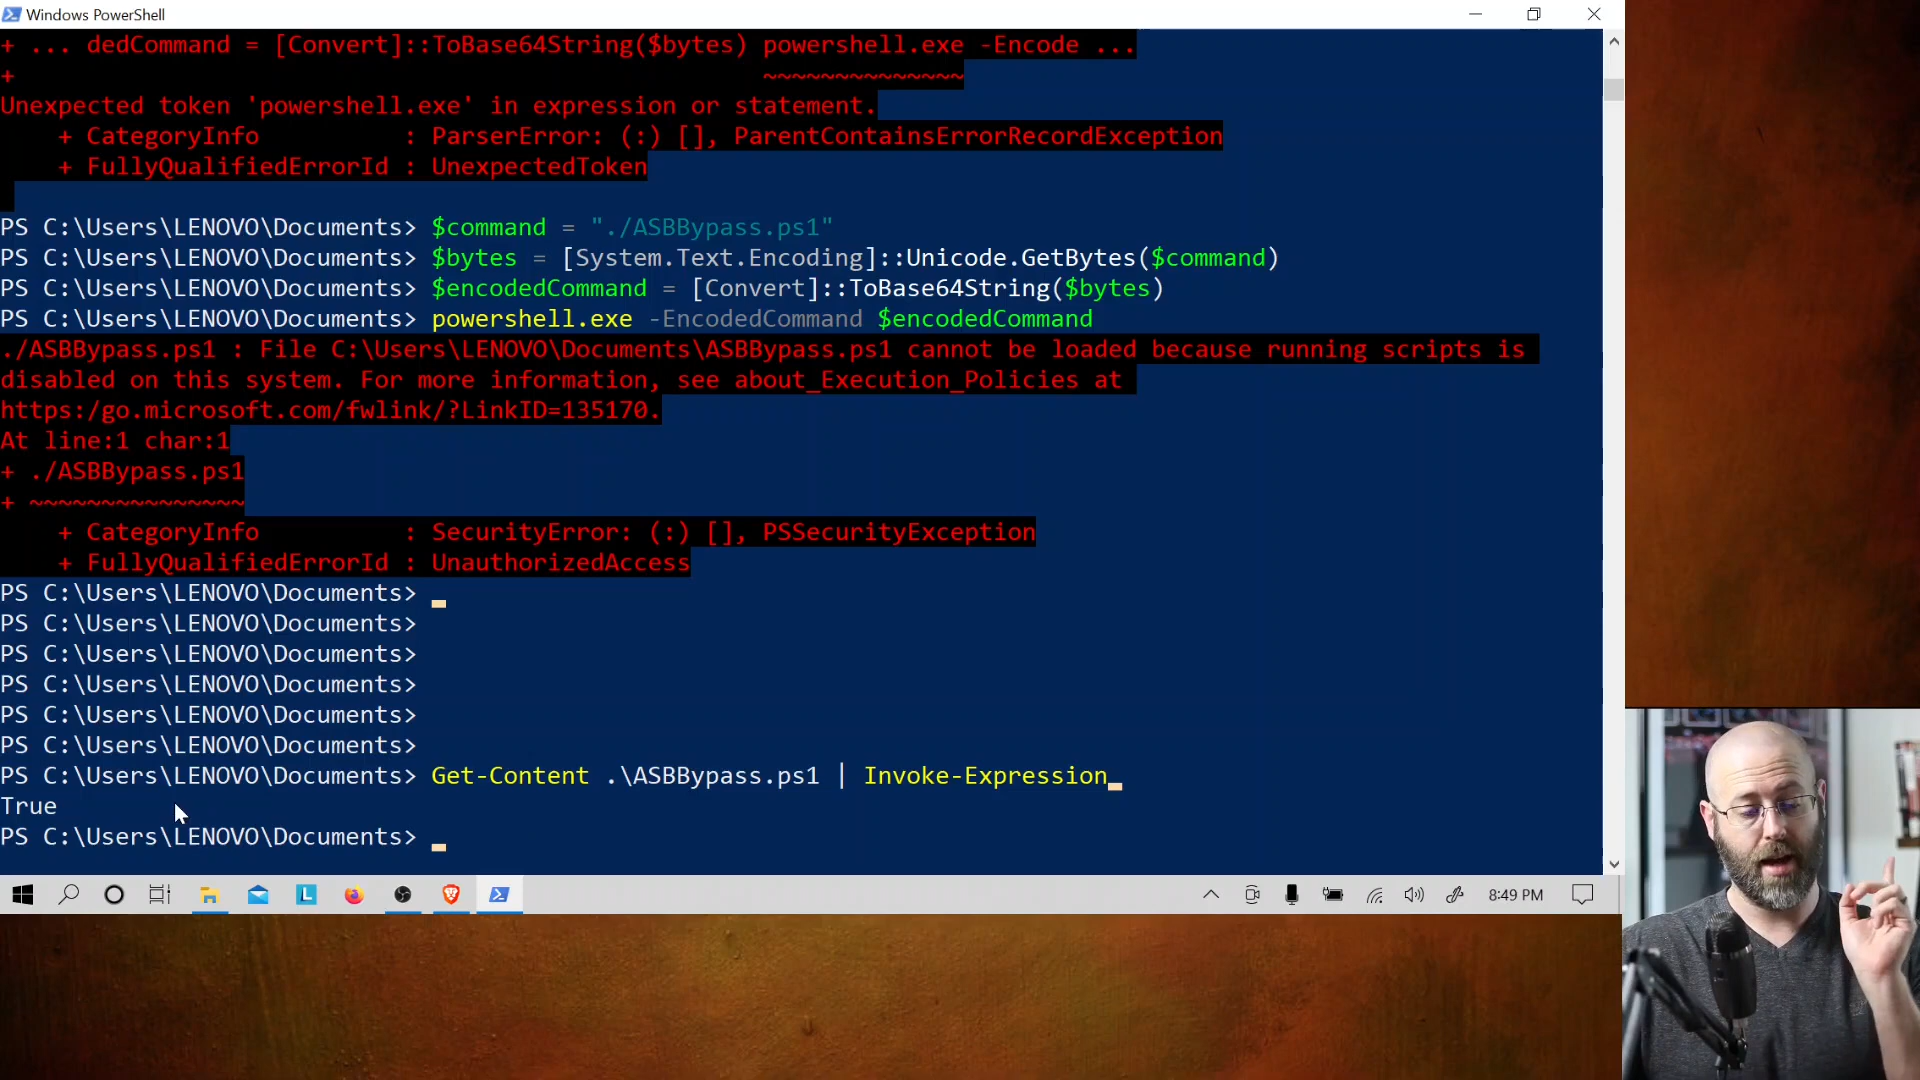 Windows PowerShell
+ ... dedCommand = [Convert]::ToBase64String($bytes) powershell.exe -Encode ...
+ ~~~~~~~~~~~~~~
Unexpected token 'powershell.exe' in expression or statement.
+ CategoryInfo : ParserError: (:) [], ParentContainsErrorRecordException
+ FullyQualifiedErrorId : UnexpectedToken
PS C:\Users\LENOVO\Documents> $command = "./ASBBypass.ps1"
PS C:\Users\LENOVO\Documents> $bytes = [System.Text.Encoding]::Unicode.GetBytes($command)
PS C:\Users\LENOVO\Documents> $encodedCommand = [Convert]::ToBase64String($bytes)
PS C:\Users\LENOVO\Documents> powershell.exe -EncodedCommand $encodedCommand
./ASBBypass.ps1 : File C:\Users\LENOVO\Documents\ASBBypass.ps1 cannot be loaded because running scripts is
disabled on this system. For more information, see about_Execution_Policies at
https:/go.microsoft.com/fwlink/?LinkID=135170.
At line:1 char:1
+ ./ASBBypass.ps1
+ ~~~~~~~~~~~~~~~
+ CategoryInfo : SecurityError: (:) [], PSSecurityException
+ FullyQualifiedErrorId : UnauthorizedAccess
PS C:\Users\LENOVO\Documents>
PS C:\Users\LENOVO\Documents>
PS C:\Users\LENOVO\Documents>
PS C:\Users\LENOVO\Documents>
PS C:\Users\LENOVO\Documents>
PS C:\Users\LENOVO\Documents>
PS C:\Users\LENOVO\Documents> Get-Content .\ASBBypass.ps1 | Invoke-Expression
True
PS C:\Users\LENOVO\Documents>
L
8:49 PM